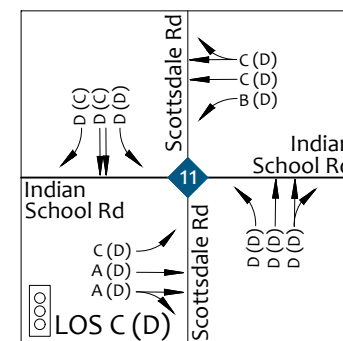 Scottsdale Rd
C (D)
C (D)
B (D)
D (C)
D (C)
D (D)
Indian
School Rd
11
Indian
School Rd
C (D)
A (D)
A (D)
Scottsdale Rd
D (D)
D (D)
D (D)
LOS C (D)